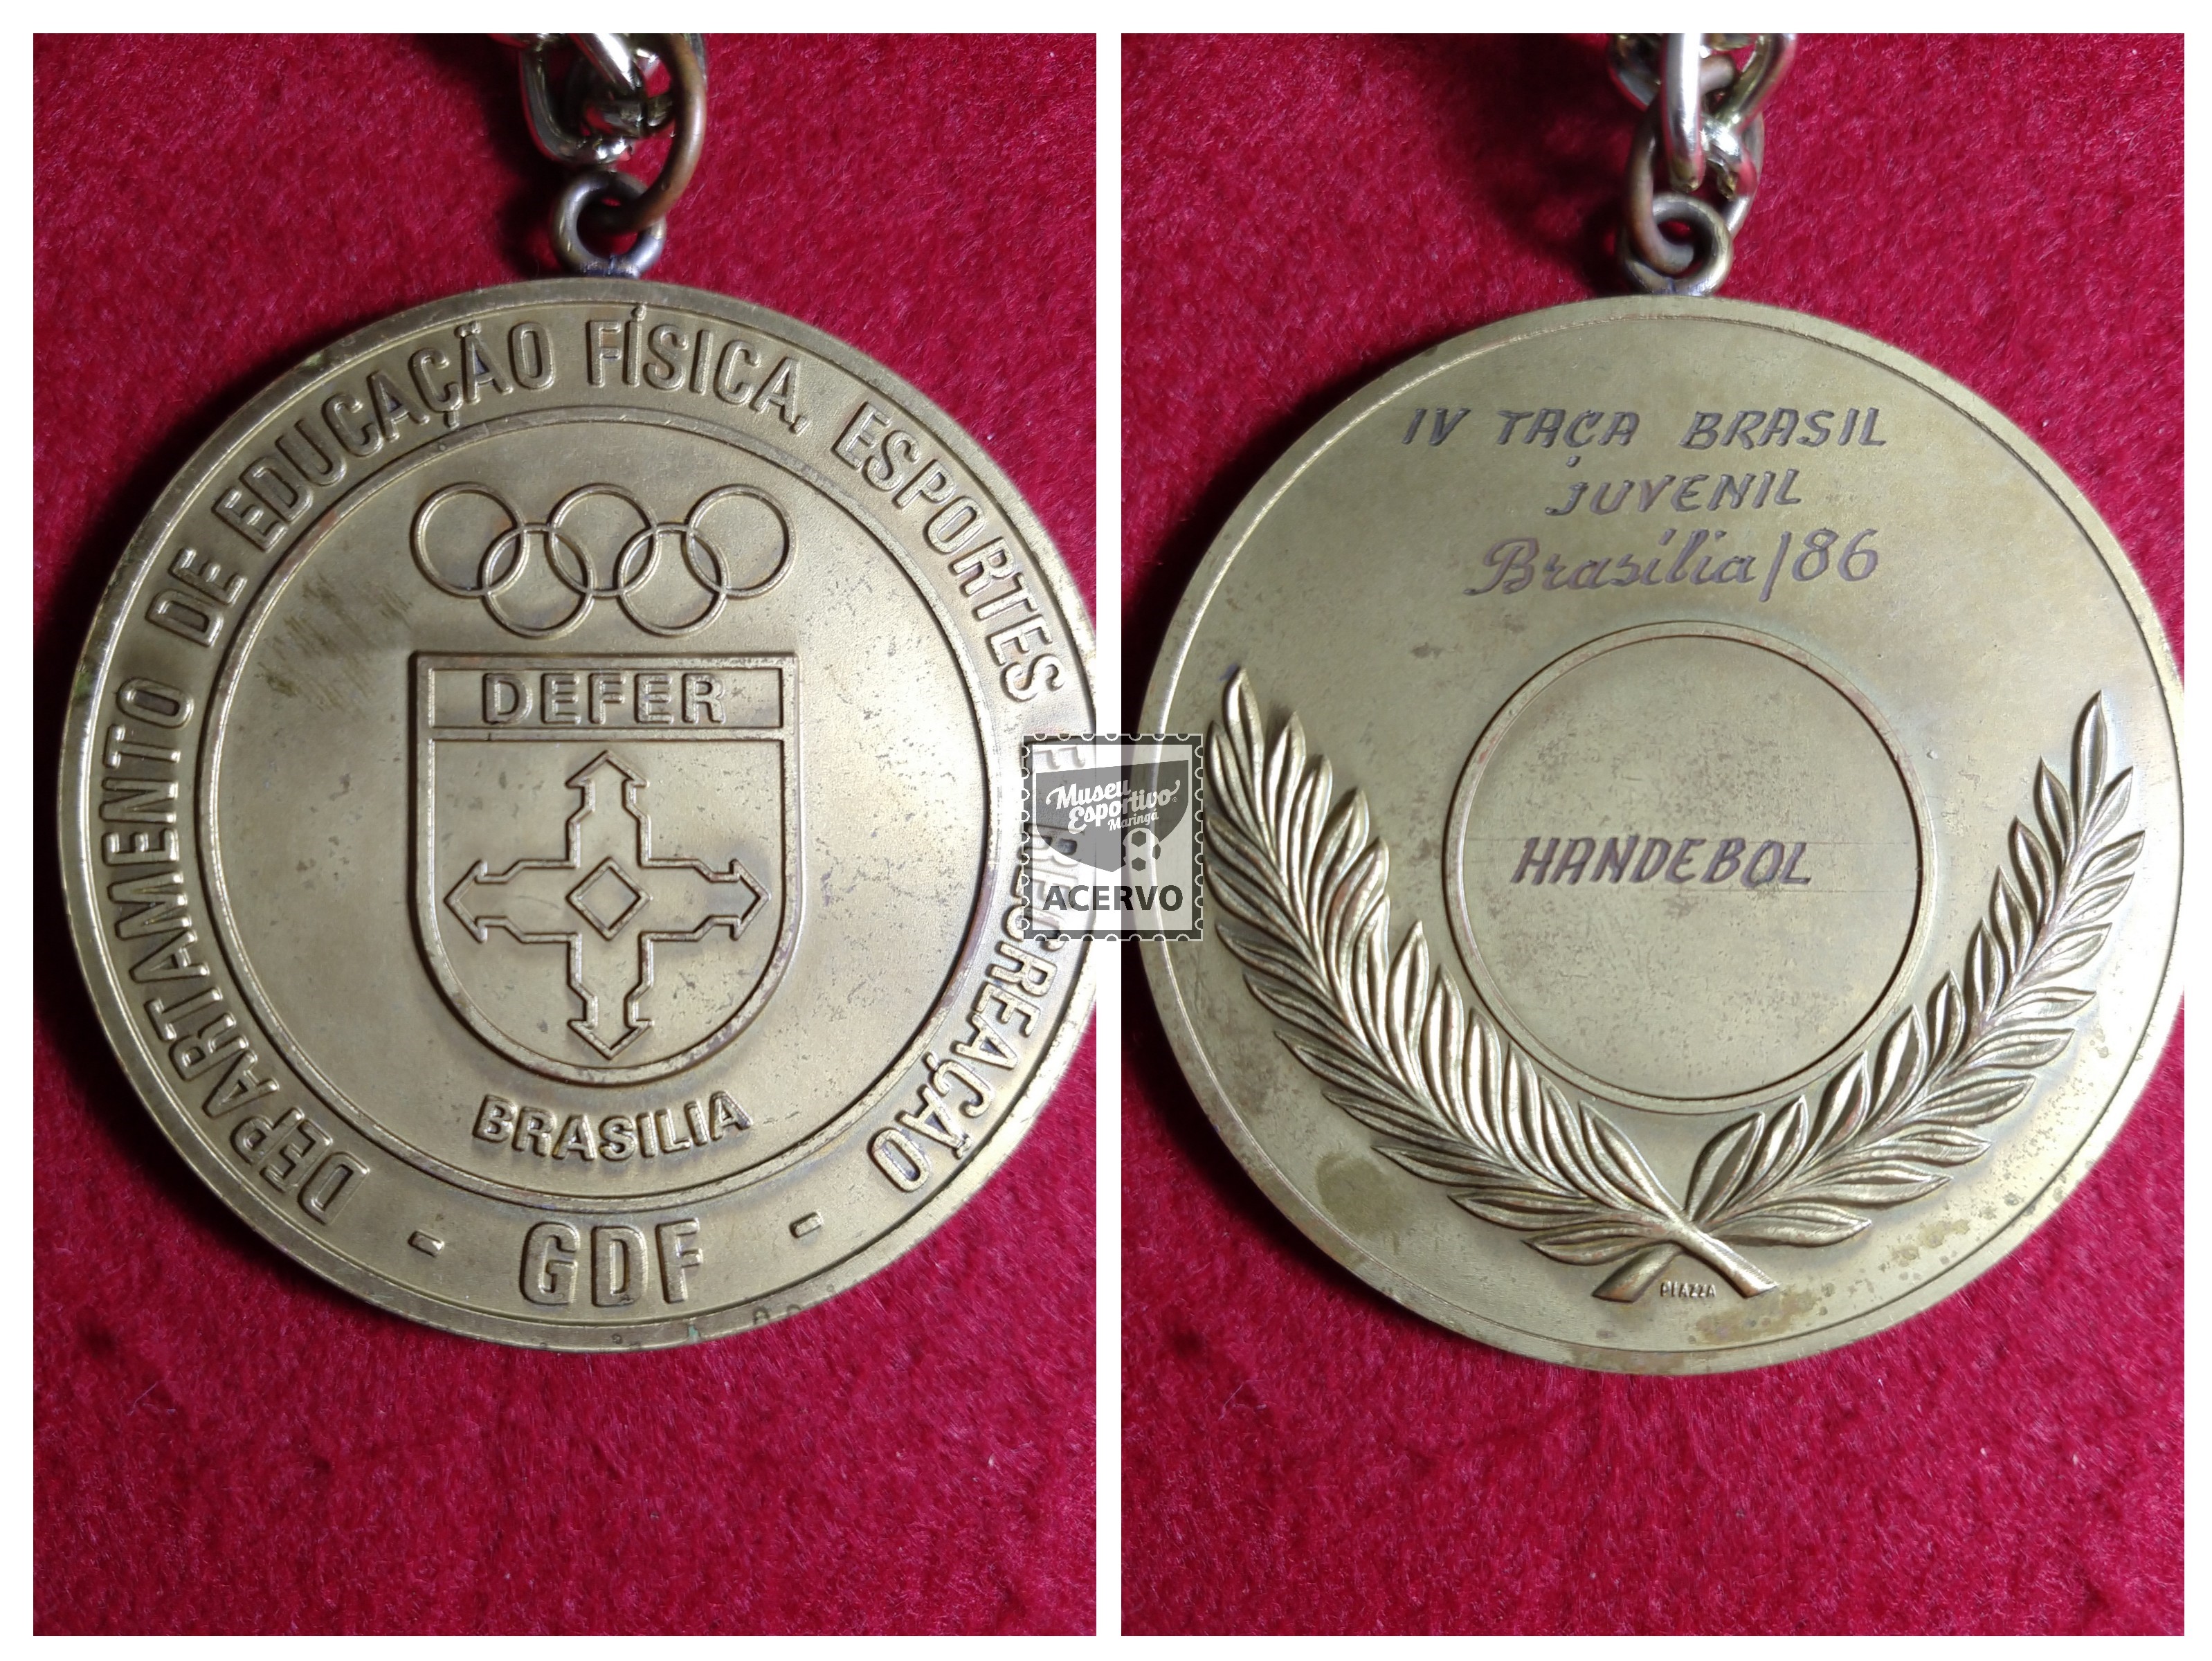 DEPARTAMENTO DE EDUCAÇÃO FÍSICA, ESPORTES E RECREAÇÃO
- GDF -
DEFER
BRASILIA
IV TAÇA BRASIL
JUVENIL
Brasília/86
HANDEBOL
PIAZZA
Museu
Esportivo
Maringá
ACERVO